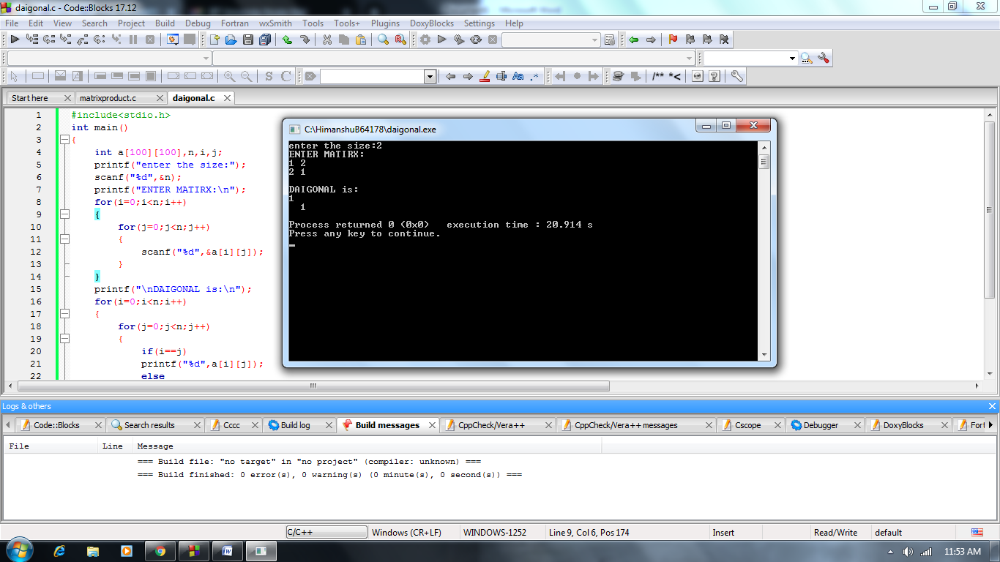 daigonal.c - Code::Blocks 17.12
File Edit View Search Project Build Debug Fortran wxSmith Tools Tools+ Plugins DoxyBlocks Settings Help
S C Aa .* /** *<
Start here matrixproduct.c daigonal.c
1 #include<stdio.h>
2 int main()
3 {
4 int a[100][100],n,i,j;
5 printf("enter the size:");
6 scanf("%d",&n);
7 printf("ENTER MATIRX:\n");
8 for(i=0;i<n;i++)
9 {
10 for(j=0;j<n;j++)
11 {
12 scanf("%d",&a[i][j]);
13 }
14 }
15 printf("\nDAIGONAL is:\n");
16 for(i=0;i<n;i++)
17 {
18 for(j=0;j<n;j++)
19 {
20 if(i==j)
21 printf("%d",a[i][j]);
22 else
C:\HimanshuB64178\daigonal.exe
enter the size:2
ENTER MATIRX:
1 2
2 1
DAIGONAL is:
1
1
Process returned 0 (0x0) execution time : 20.914 s
Press any key to continue.
Logs & others
Code::Blocks Search results Cccc Build log Build messages CppCheck/Vera++ CppCheck/Vera++ messages Cscope Debugger DoxyBlocks Fort
File Line Message
=== Build file: "no target" in "no project" (compiler: unknown) ===
=== Build finished: 0 error(s), 0 warning(s) (0 minute(s), 0 second(s)) ===
C/C++ Windows (CR+LF) WINDOWS-1252 Line 9, Col 6, Pos 174 Insert Read/Write default
11:53 AM